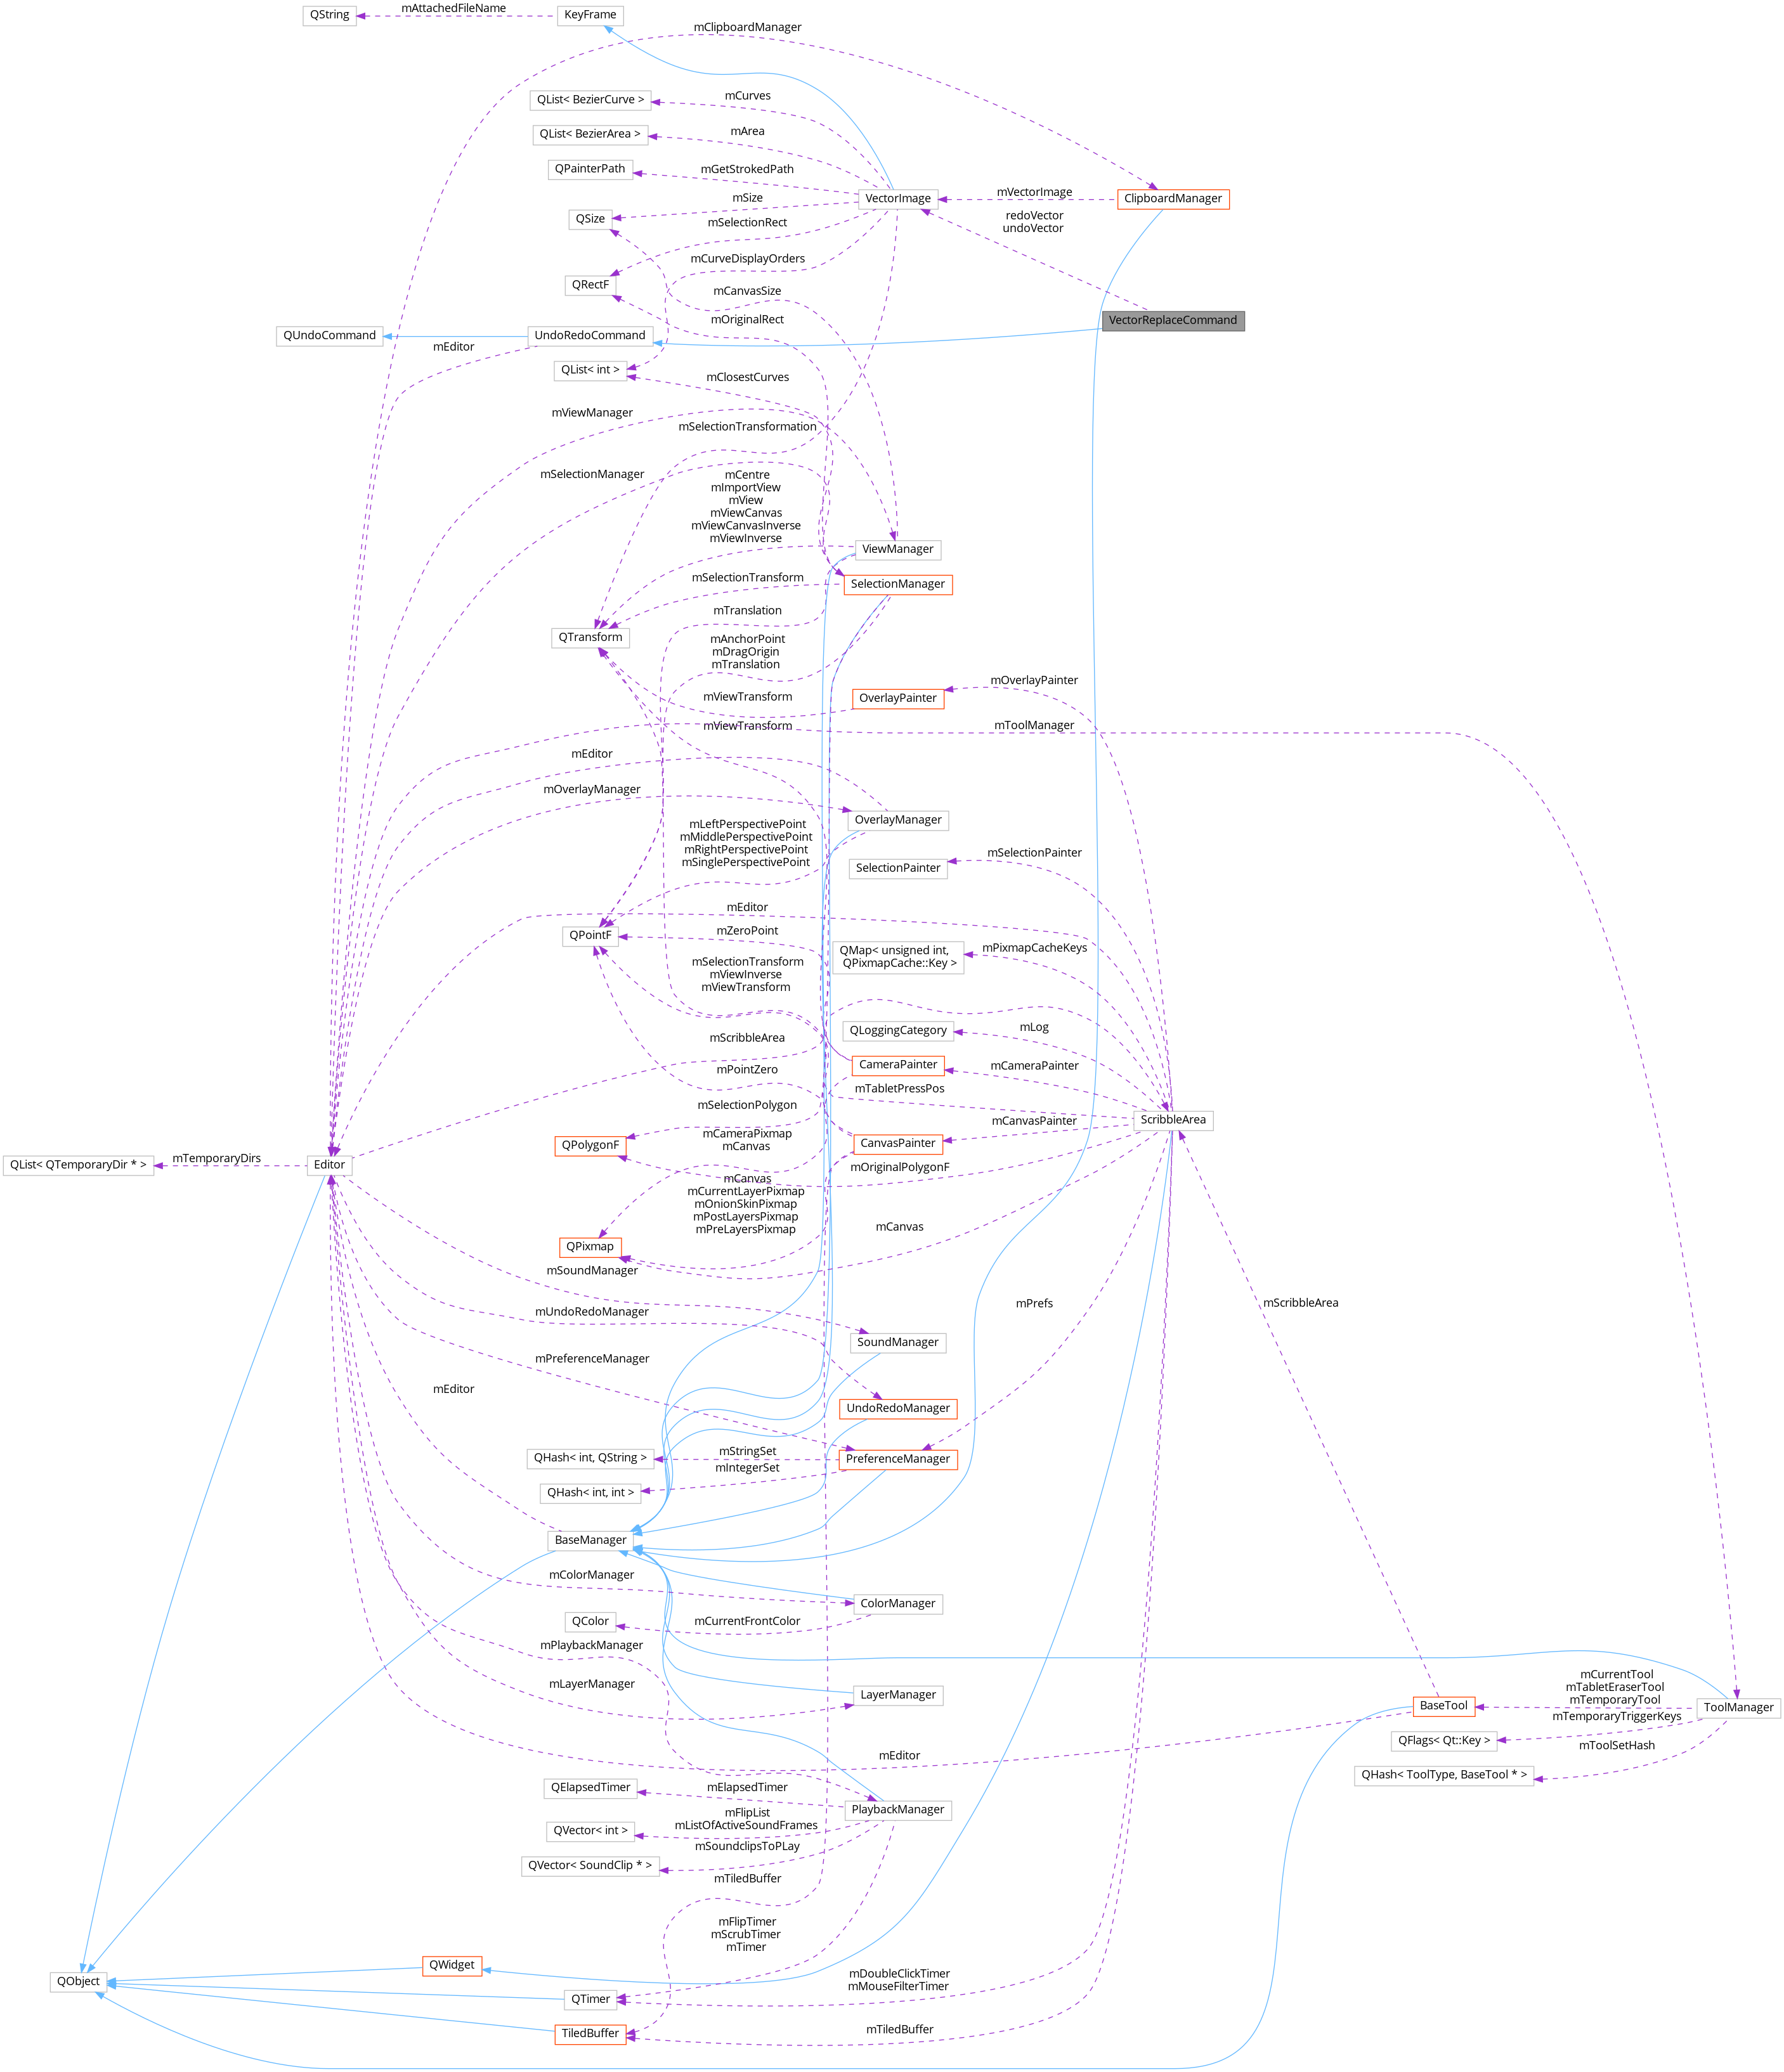 QString
mAttachedFileName
KeyFrame
mClipboardManager
QList< BezierCurve >
mCurves
QList< BezierArea >
mArea
QPainterPath
mGetStrokedPath
VectorImage
mVectorImage
ClipboardManager
QSize
mSize
mSelectionRect
redoVector
undoVector
mCurveDisplayOrders
QRectF
mCanvasSize
mOriginalRect
VectorReplaceCommand
QUndoCommand
UndoRedoCommand
mEditor
QList< int >
mClosestCurves
mViewManager
mSelectionTransformation
mSelectionManager
mCentre
mImportView
mView
mViewCanvas
mViewCanvasInverse
mViewInverse
ViewManager
mSelectionTransform
SelectionManager
mTranslation
QTransform
mAnchorPoint
mDragOrigin
mTranslation
mViewTransform
OverlayPainter
mOverlayPainter
mViewTransform
mToolManager
mEditor
mOverlayManager
OverlayManager
mLeftPerspectivePoint
mMiddlePerspectivePoint
mRightPerspectivePoint
mSinglePerspectivePoint
SelectionPainter
mSelectionPainter
mEditor
QPointF
mZeroPoint
QMap< unsigned int,
QPixmapCache::Key >
mPixmapCacheKeys
mSelectionTransform
mViewInverse
mViewTransform
QLoggingCategory
mLog
mScribbleArea
CameraPainter
mCameraPainter
mPointZero
mTabletPressPos
mSelectionPolygon
ScribbleArea
mCanvasPainter
QPolygonF
mCameraPixmap
mCanvas
CanvasPainter
QList< QTemporaryDir * >
mTemporaryDirs
Editor
mOriginalPolygonF
mCanvas
mCurrentLayerPixmap
mOnionSkinPixmap
mPostLayersPixmap
mPreLayersPixmap
mCanvas
QPixmap
mSoundManager
mPrefs
mScribbleArea
mUndoRedoManager
SoundManager
mPreferenceManager
mEditor
UndoRedoManager
QHash< int, QString >
mStringSet
PreferenceManager
mIntegerSet
QHash< int, int >
BaseManager
mColorManager
ColorManager
QColor
mCurrentFrontColor
mPlaybackManager
mLayerManager
LayerManager
mCurrentTool
mTabletEraserTool
mTemporaryTool
BaseTool
ToolManager
mTemporaryTriggerKeys
QFlags< Qt::Key >
mToolSetHash
mEditor
QHash< ToolType, BaseTool * >
QElapsedTimer
mElapsedTimer
PlaybackManager
mFlipList
mListOfActiveSoundFrames
QVector< int >
mSoundclipsToPLay
QVector< SoundClip * >
mTiledBuffer
mFlipTimer
mScrubTimer
mTimer
QWidget
mDoubleClickTimer
mMouseFilterTimer
QObject
QTimer
TiledBuffer
mTiledBuffer